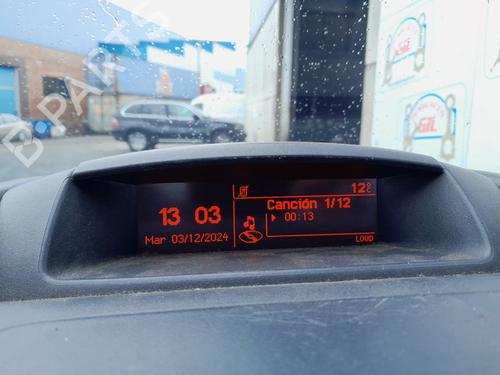 12°
13 03
Canción 1/12
00:13
Mar 03/12/2024
LOUD
B-PARTS
GIL
GIL